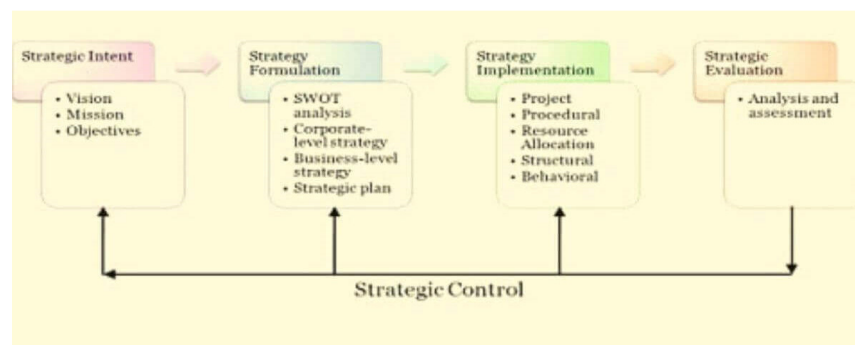 Strategic Intent
• Vision
• Mission
• Objectives
Strategy
Formulation
• SWOT
analysis
• Corporate-
level strategy
• Business-level
strategy
• Strategic plan
Strategy
Implementation
• Project
• Procedural
• Resource
Allocation
• Structural
• Behavioral
Strategic
Evaluation
• Analysis and
assessment
Strategic Control